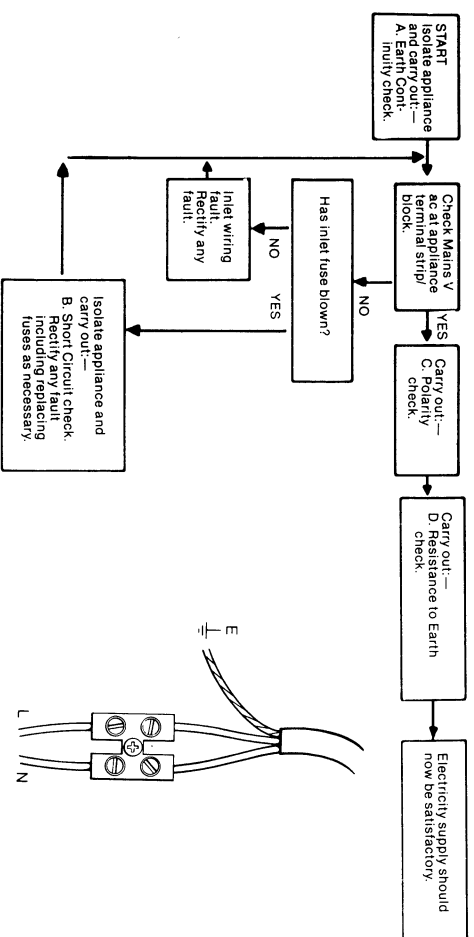 START
Isolate appliance
and carry out:—
A. Earth Cont-
inuity check.
Check Mains V
ac at appliance
terminal strip/
block.
YES
Carry out:—
C. Polarity
check.
Carry out:—
D. Resistance to Earth
check.
Electricity supply should
now be satisfactory.
NO
Has inlet fuse blown?
NO
YES
Inlet wiring
fault.
Rectify any
fault.
Isolate appliance and
carry out:—
B. Short Circuit check.
Rectify any fault
including replacing
fuses as necessary.
E
L
N